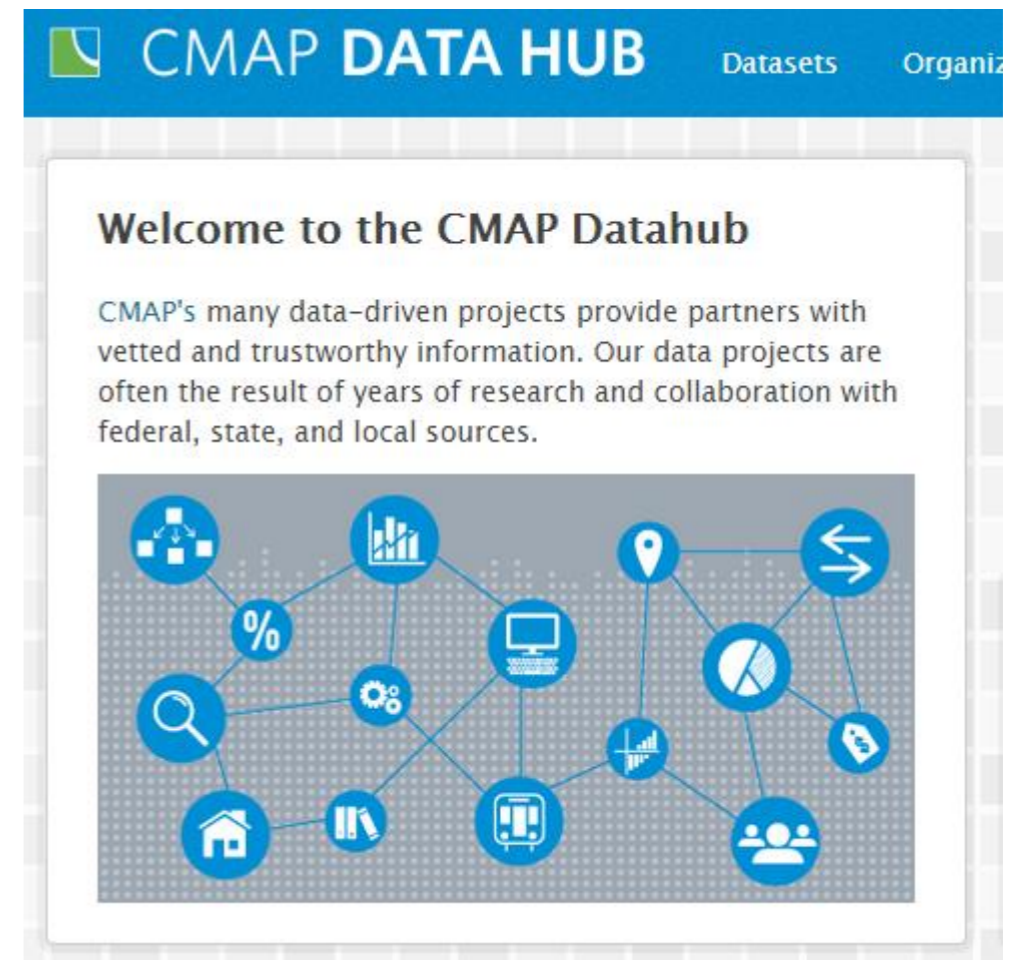 CMAP DATA HUB Datasets Organiz
Welcome to the CMAP Datahub
CMAP's many data-driven projects provide partners with
vetted and trustworthy information. Our data projects are
often the result of years of research and collaboration with
federal, state, and local sources.
%
$